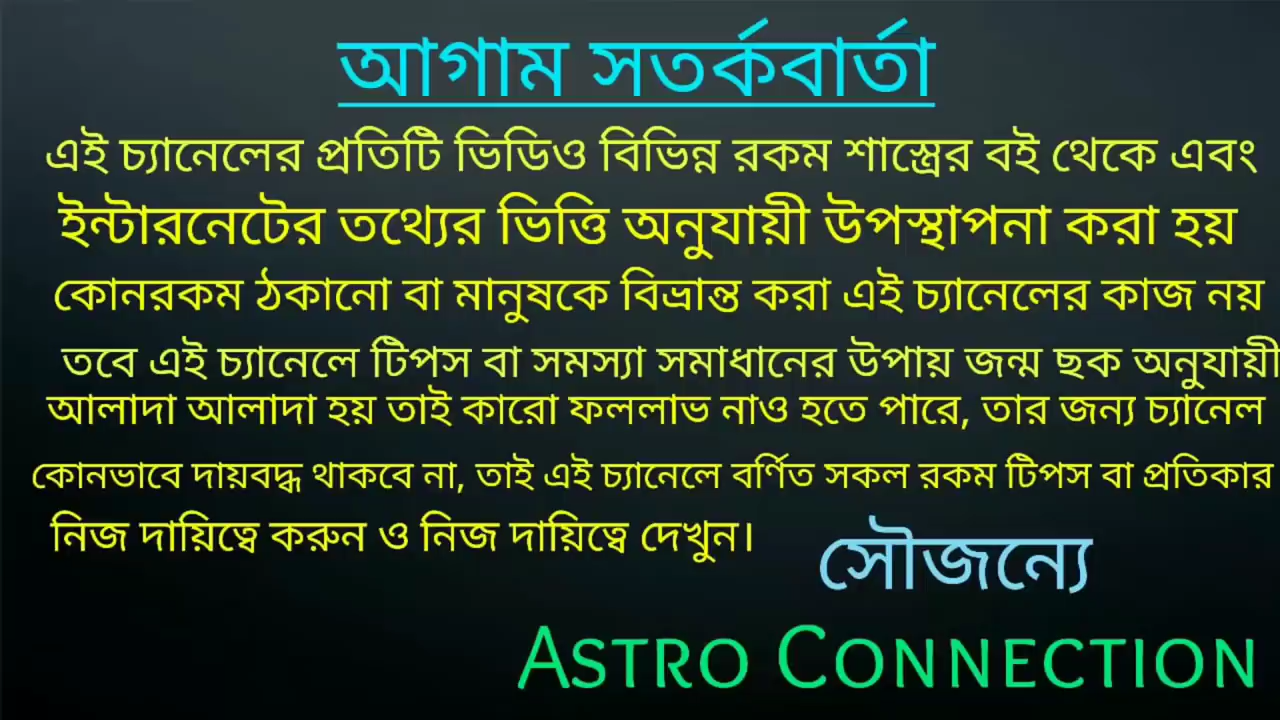 আগাম সতর্কবার্তা
এই চ্যানেলের প্রতিটি ভিডিও বিভিন্ন রকম শাস্ত্রের বই থেকে এবং
ইন্টারনেটের তথ্যের ভিত্তি অনুযায়ী উপস্থাপনা করা হয়
কোনরকম ঠকানো বা মানুষকে বিভ্রান্ত করা এই চ্যানেলের কাজ নয়
তবে এই চ্যানেলে টিপস বা সমস্যা সমাধানের উপায় জন্ম ছক অনুযায়ী
আলাদা আলাদা হয় তাই কারো ফললাভ নাও হতে পারে, তার জন্য চ্যানেল
কোনভাবে দায়বদ্ধ থাকবে না, তাই এই চ্যানেলে বর্ণিত সকল রকম টিপস বা প্রতিকার
নিজ দায়িত্বে করুন ও নিজ দায়িত্বে দেখুন।
সৌজন্যে
ASTRO CONNECTION